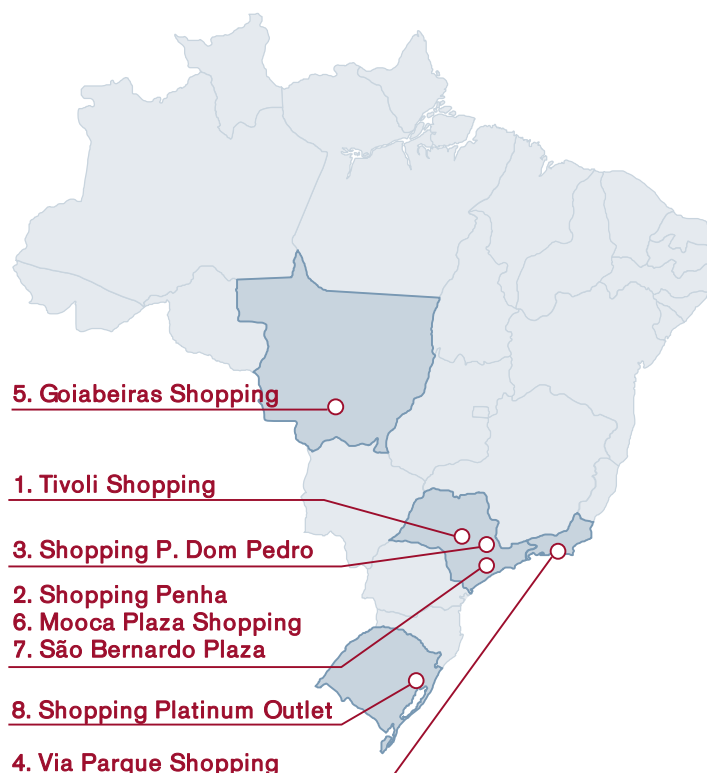 5. Goiabeiras Shopping
1. Tivoli Shopping
3. Shopping P. Dom Pedro
2. Shopping Penha
6. Mooca Plaza Shopping
7. São Bernardo Plaza
8. Shopping Platinum Outlet
4. Via Parque Shopping